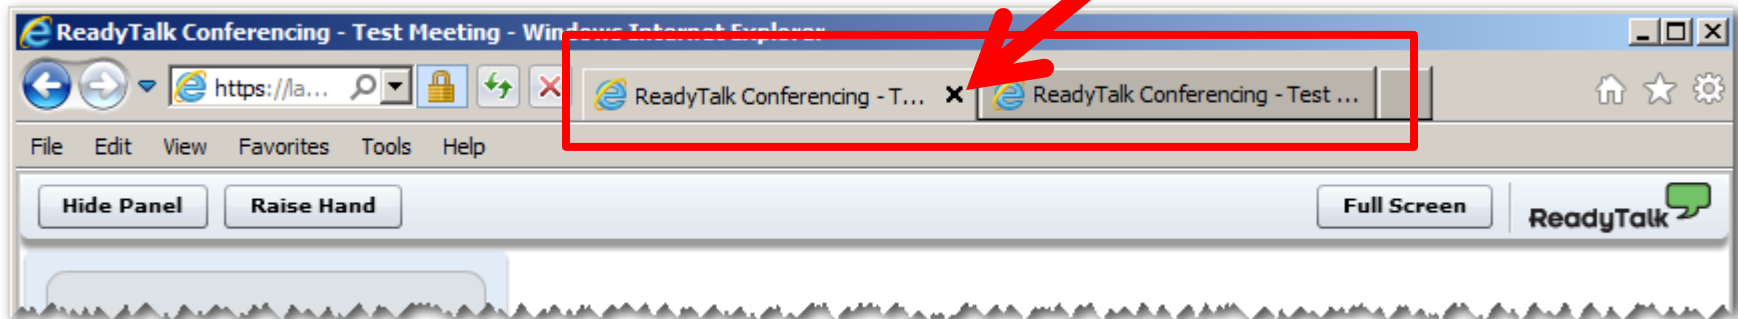 ReadyTalk Conferencing - Test Meeting - Windows Internet Explorer
https://la...
ReadyTalk Conferencing - T...
ReadyTalk Conferencing - Test ...
File Edit View Favorites Tools Help
Hide Panel Raise Hand Full Screen ReadyTalk